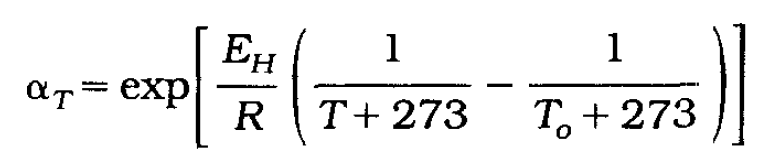 α_T = exp[ E_H / R ( 1 / (T + 273) − 1 / (T_o + 273) ) ]